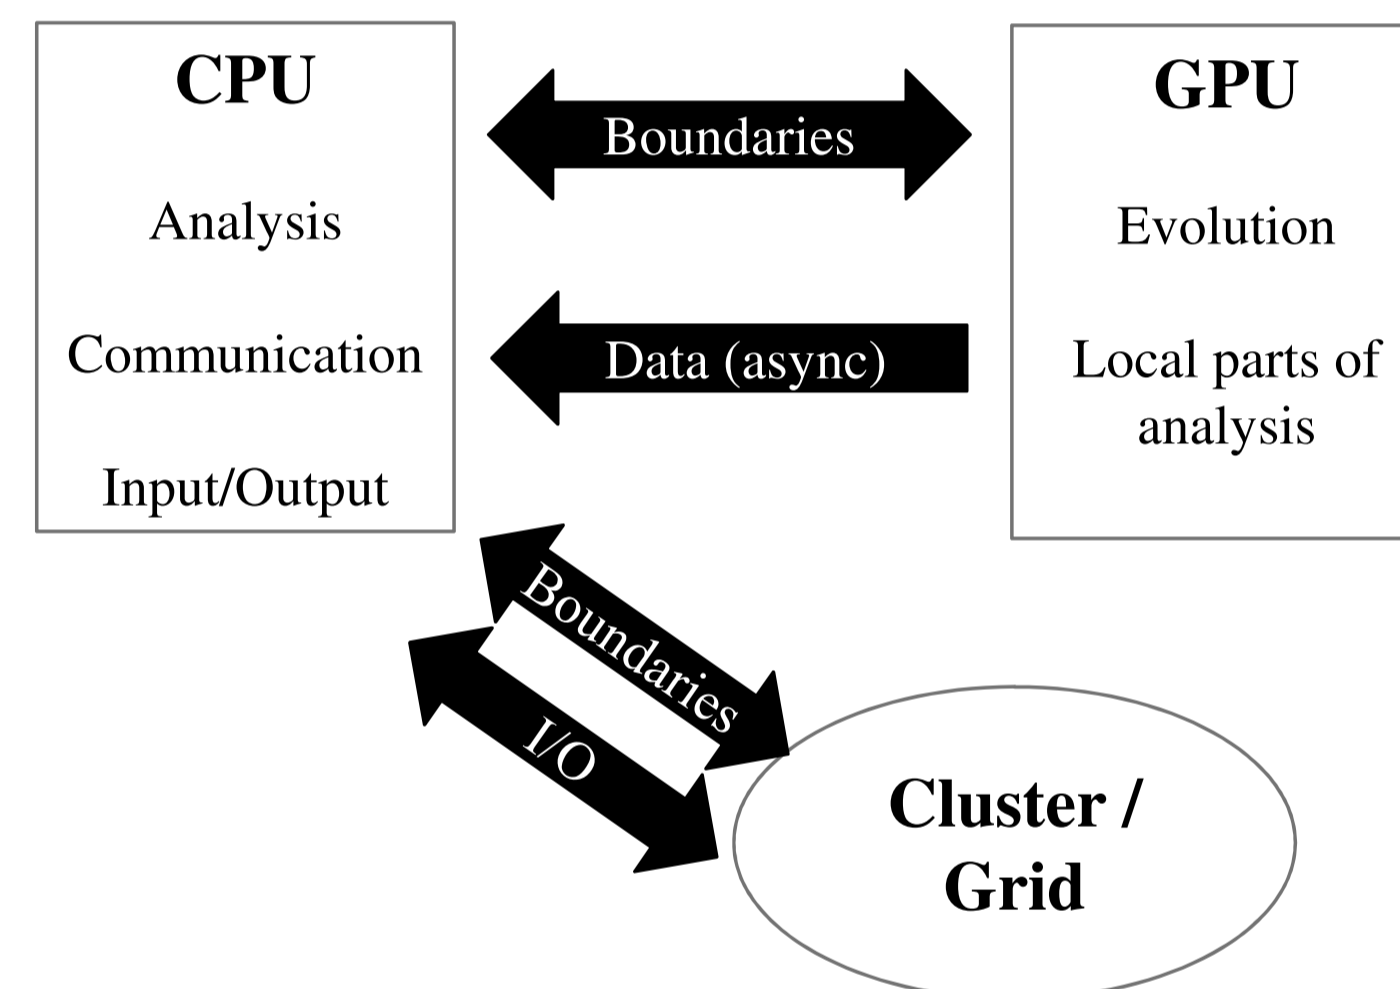 CPU
Analysis
Communication
Input/Output
Boundaries
Data (async)
GPU
Evolution
Local parts of
analysis
Boundaries
I/O
Cluster /
Grid